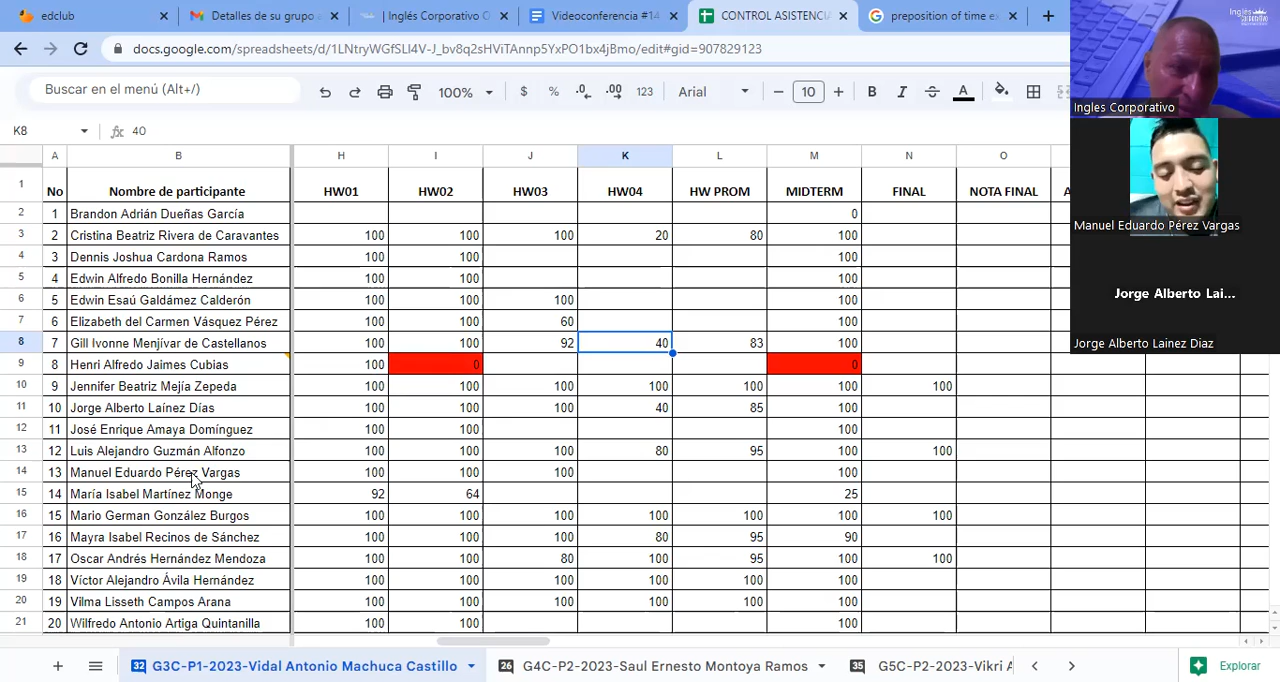 edclub × Detalles de su grupo × Inglés Corporativo O × Videoconferencia #14 × CONTROL ASISTENCIA × preposition of time ex × +
docs.google.com/spreadsheets/d/1LNtryWGfSLl4V-J_bv8q2sHViTAnnp5YxPO1bx4jBmo/edit#gid=907829123
Buscar en el menú (Alt+/) 100% $ % .0 .00 123 Arial − 10 + B I S A
K8 fx 40
A B H I J K L M N O
1 No Nombre de participante HW01 HW02 HW03 HW04 HW PROM MIDTERM FINAL NOTA FINAL A
2 1 Brandon Adrián Dueñas García 0
3 2 Cristina Beatriz Rivera de Caravantes 100 100 100 20 80 100
4 3 Dennis Joshua Cardona Ramos 100 100 100
5 4 Edwin Alfredo Bonilla Hernández 100 100 100
6 5 Edwin Esaú Galdámez Calderón 100 100 100 100
7 6 Elizabeth del Carmen Vásquez Pérez 100 100 60 100
8 7 Gill Ivonne Menjívar de Castellanos 100 100 92 40 83 100
9 8 Henri Alfredo Jaimes Cubias 100 0 0
10 9 Jennifer Beatriz Mejía Zepeda 100 100 100 100 100 100 100
11 10 Jorge Alberto Laínez Días 100 100 100 40 85 100
12 11 José Enrique Amaya Domínguez 100 100 100
13 12 Luis Alejandro Guzmán Alfonzo 100 100 100 80 95 100 100
14 13 Manuel Eduardo Pérez Vargas 100 100 100 100
15 14 María Isabel Martínez Monge 92 64 25
16 15 Mario German González Burgos 100 100 100 100 100 100 100
17 16 Mayra Isabel Recinos de Sánchez 100 100 100 80 95 90
18 17 Oscar Andrés Hernández Mendoza 100 100 80 100 95 100 100
19 18 Víctor Alejandro Ávila Hernández 100 100 100 100 100 100
20 19 Vilma Lisseth Campos Arana 100 100 100 100 100 100
21 20 Wilfredo Antonio Artiga Quintanilla 100 100 100
+ 32 G3C-P1-2023-Vidal Antonio Machuca Castillo 26 G4C-P2-2023-Saul Ernesto Montoya Ramos 35 G5C-P2-2023-Vikri A Explorar
Inglés
Ingles Corporativo
Manuel Eduardo Pérez Vargas
Jorge Alberto Lai...
Jorge Alberto Lainez Diaz